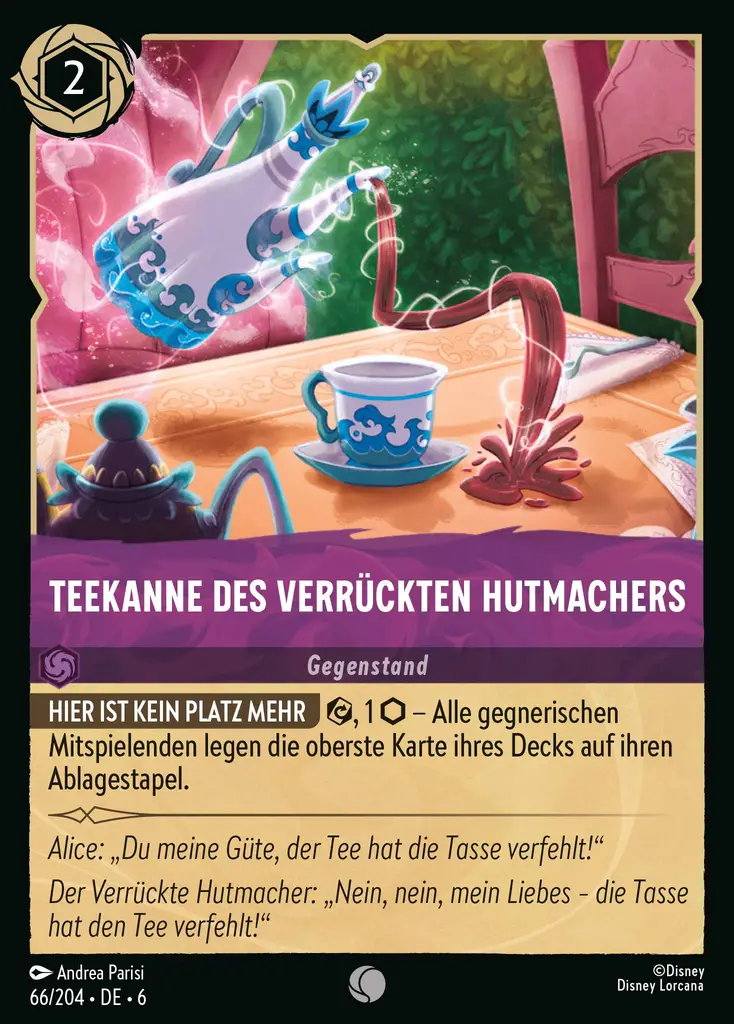 2
TEEKANNE DES VERRÜCKTEN HUTMACHERS
Gegenstand
HIER IST KEIN PLATZ MEHR ⟳, 1 ⬡ – Alle gegnerischen
Mitspielenden legen die oberste Karte ihres Decks auf ihren
Ablagestapel.
Alice: „Du meine Güte, der Tee hat die Tasse verfehlt!“
Der Verrückte Hutmacher: „Nein, nein, mein Liebes – die Tasse
hat den Tee verfehlt!“
Andrea Parisi
©Disney
66/204 • DE • 6
Disney Lorcana